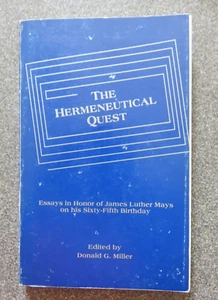 THE
HERMENEUTICAL
QUEST
Essays in Honor of James Luther Mays
on his Sixty-Fifth Birthday
Edited by
Donald G. Miller